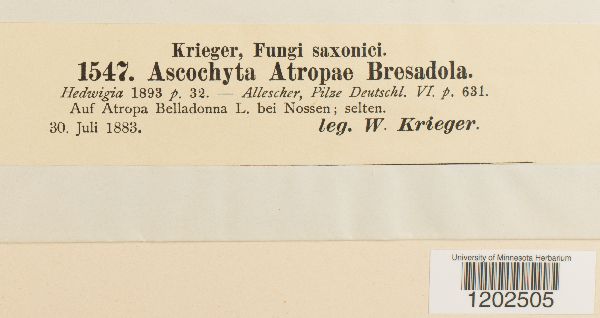 Krieger, Fungi saxonici.
1547. Ascochyta Atropae Bresadola.
Hedwigia 1893 p. 32. — Allescher, Pilze Deutschl. VI. p. 631.
Auf Atropa Belladonna L. bei Nossen; selten.
30. Juli 1883. leg. W. Krieger.
University of Minnesota Herbarium
1202505